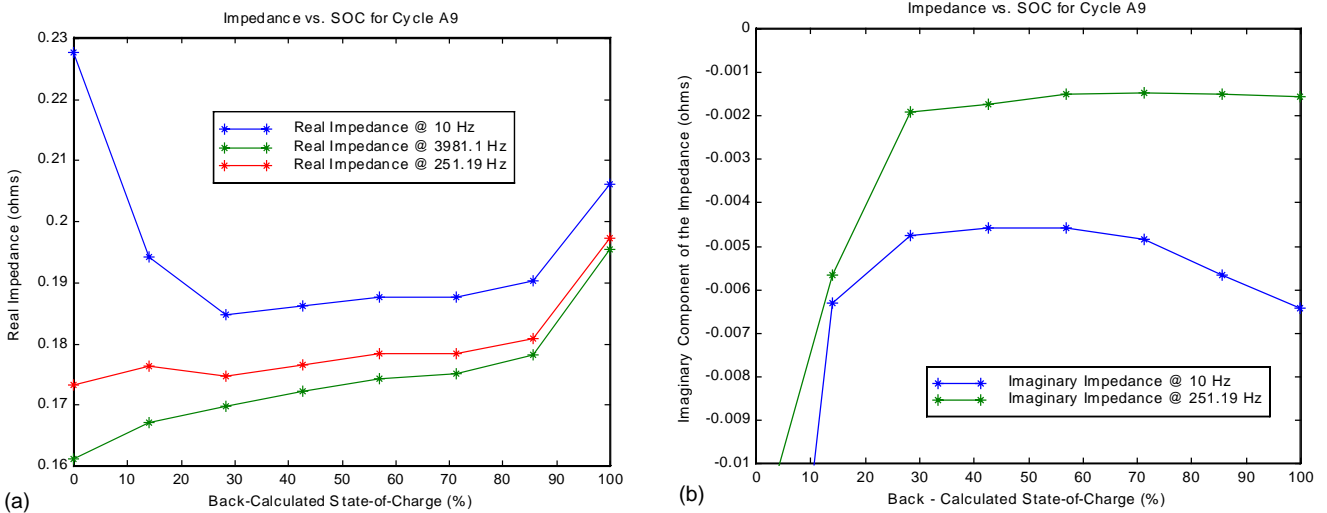 Impedance vs. SOC for Cycle A9
0.23
0.22
0.21
0.2
0.19
0.18
0.17
0.16
Real Impedance (ohms)
Real Impedance @ 10 Hz
Real Impedance @ 3981.1 Hz
Real Impedance @ 251.19 Hz
0 10 20 30 40 50 60 70 80 90 100
Back-Calculated State-of-Charge (%)
(a)
Impedance vs. SOC for Cycle A9
0
-0.001
-0.002
-0.003
-0.004
-0.005
-0.006
-0.007
-0.008
-0.009
-0.01
Imaginary Component of the Impedance (ohms)
Imaginary Impedance @ 10 Hz
Imaginary Impedance @ 251.19 Hz
0 10 20 30 40 50 60 70 80 90 100
Back - Calculated State-of-Charge (%)
(b)